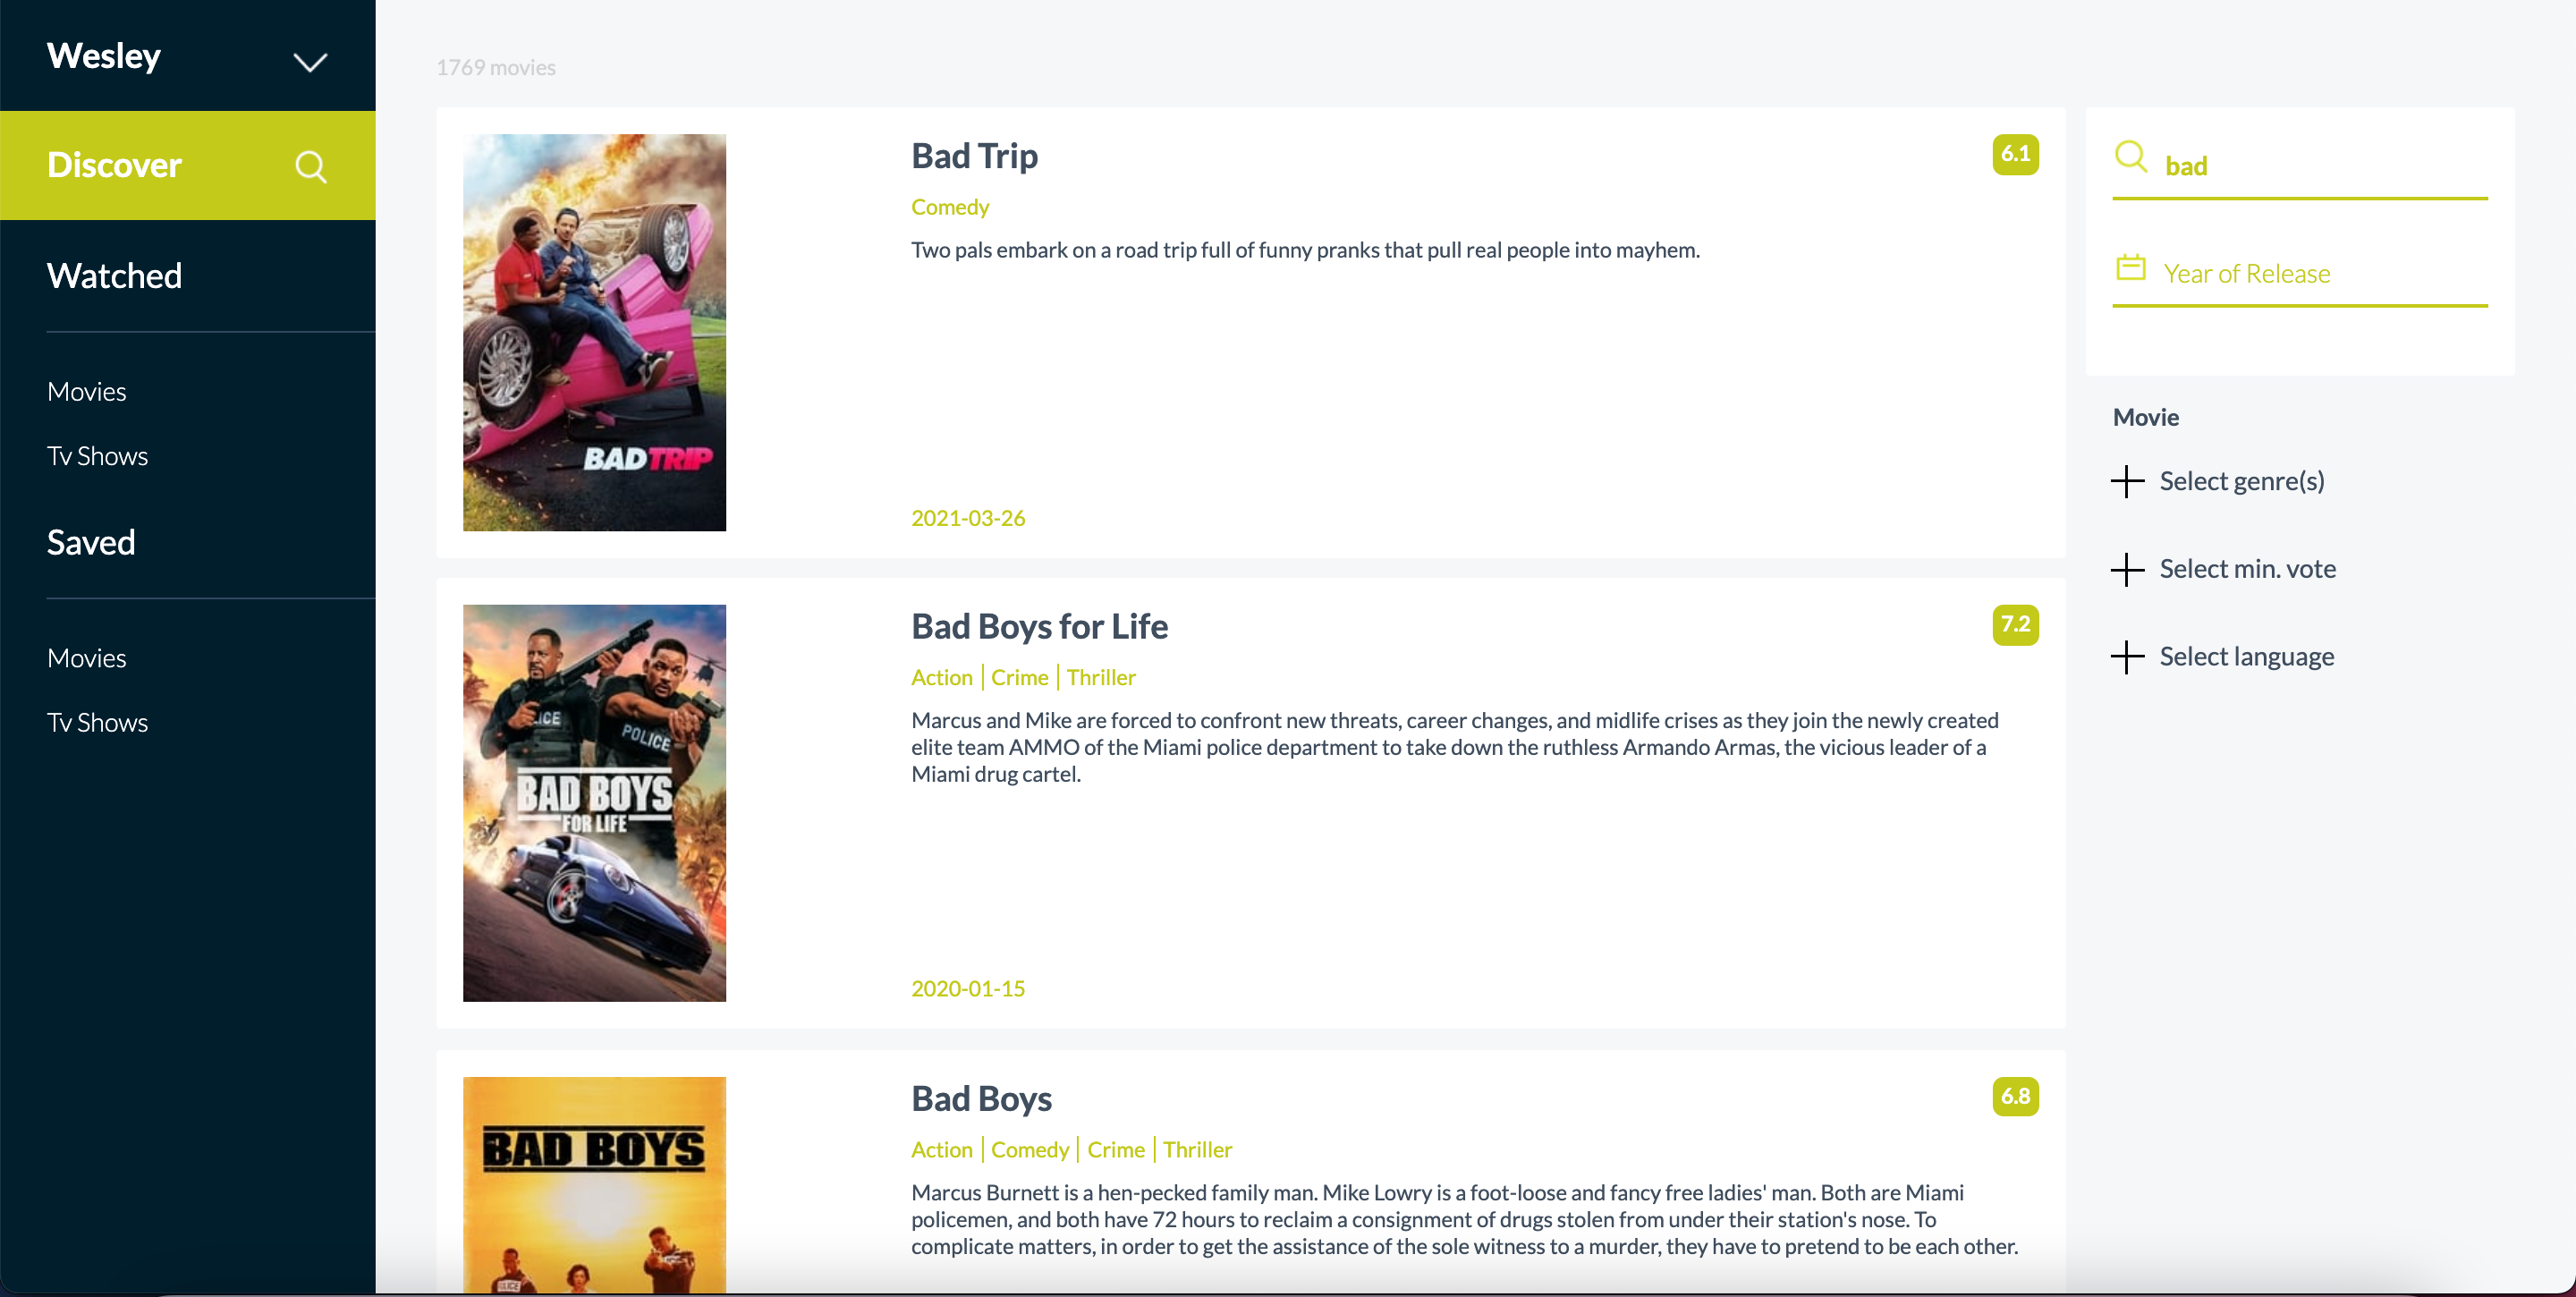 Wesley
Discover
Watched
Movies
Tv Shows
Saved
Movies
Tv Shows
1769 movies
BAD TRIP
Bad Trip
6.1
Comedy
Two pals embark on a road trip full of funny pranks that pull real people into mayhem.
2021-03-26
POLICE
BAD BOYS
FOR LIFE
Bad Boys for Life
7.2
Action | Crime | Thriller
Marcus and Mike are forced to confront new threats, career changes, and midlife crises as they join the newly created
elite team AMMO of the Miami police department to take down the ruthless Armando Armas, the vicious leader of a
Miami drug cartel.
2020-01-15
BAD BOYS
Bad Boys
6.8
Action | Comedy | Crime | Thriller
Marcus Burnett is a hen-pecked family man. Mike Lowry is a foot-loose and fancy free ladies' man. Both are Miami
policemen, and both have 72 hours to reclaim a consignment of drugs stolen from under their station's nose. To
complicate matters, in order to get the assistance of the sole witness to a murder, they have to pretend to be each other.
bad
Year of Release
Movie
Select genre(s)
Select min. vote
Select language